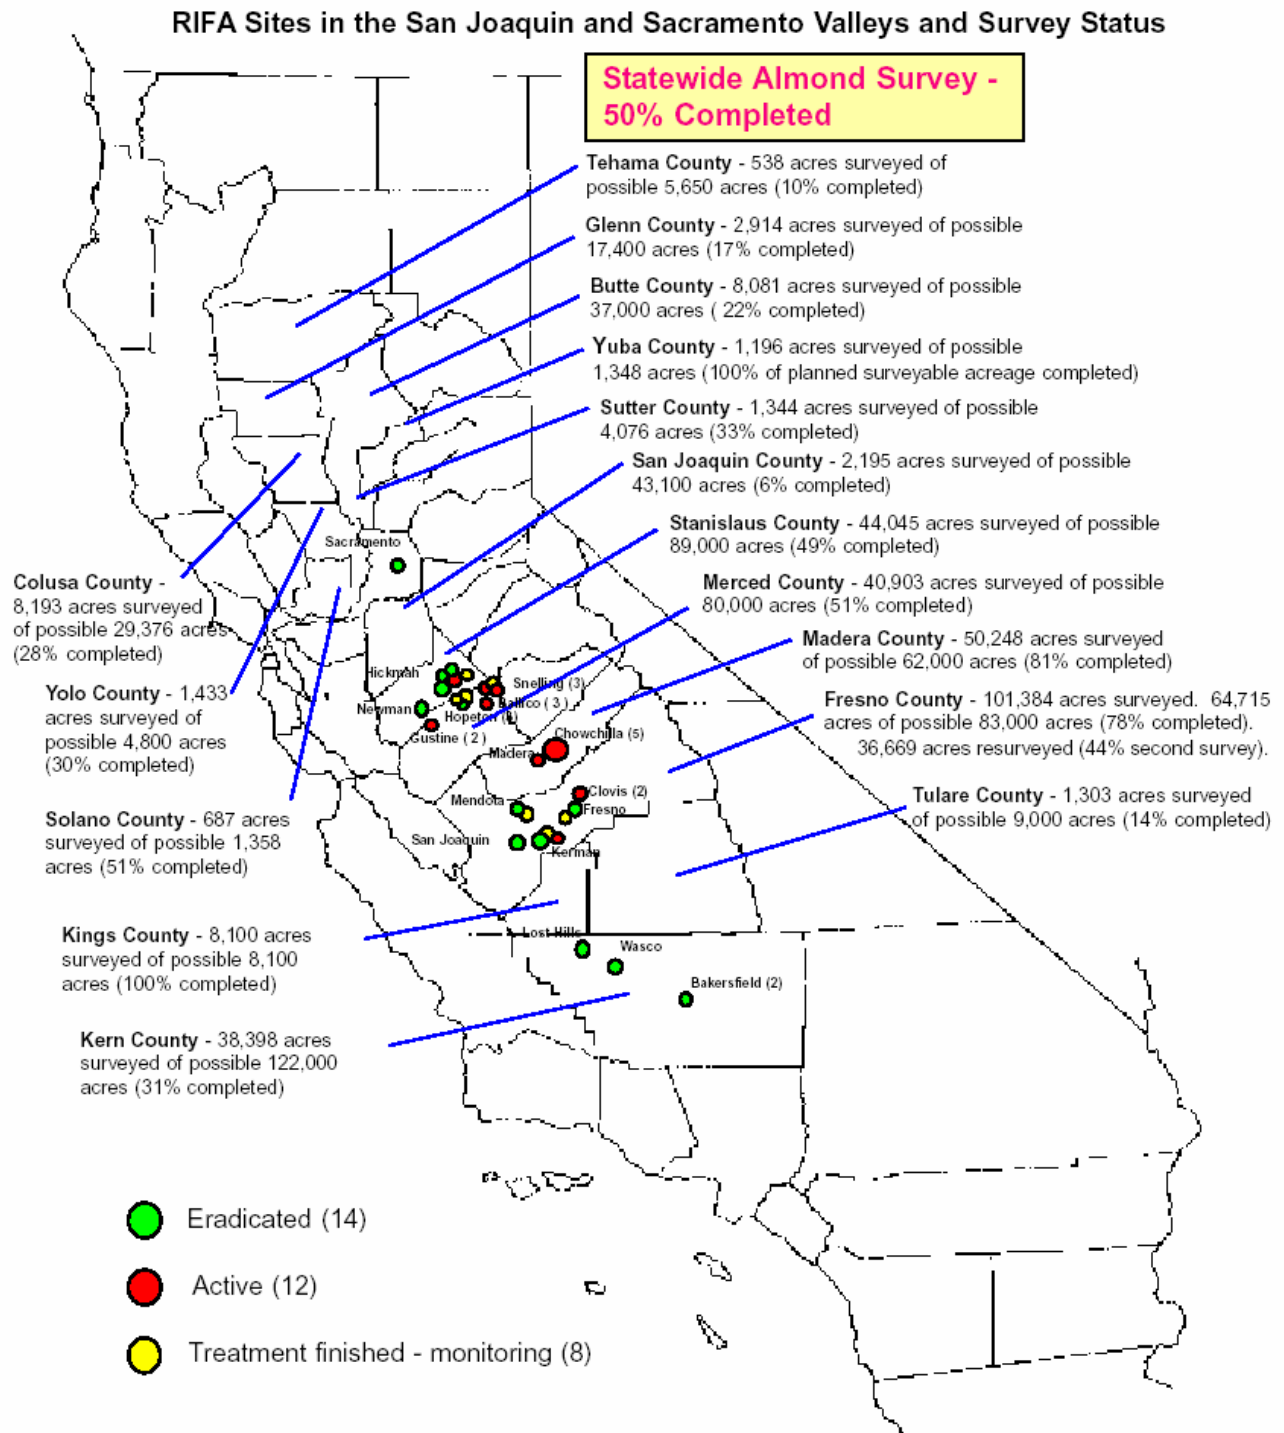 RIFA Sites in the San Joaquin and Sacramento Valleys and Survey Status
Statewide Almond Survey -
50% Completed
Tehama County - 538 acres surveyed of
possible 5,650 acres (10% completed)
Glenn County - 2,914 acres surveyed of possible
17,400 acres (17% completed)
Butte County - 8,081 acres surveyed of possible
37,000 acres ( 22% completed)
Yuba County - 1,196 acres surveyed of possible
1,348 acres (100% of planned surveyable acreage completed)
Sutter County - 1,344 acres surveyed of possible
4,076 acres (33% completed)
San Joaquin County - 2,195 acres surveyed of possible
43,100 acres (6% completed)
Stanislaus County - 44,045 acres surveyed of possible
89,000 acres (49% completed)
Merced County - 40,903 acres surveyed of possible
80,000 acres (51% completed)
Madera County - 50,248 acres surveyed
of possible 62,000 acres (81% completed)
Fresno County - 101,384 acres surveyed. 64,715
acres of possible 83,000 acres (78% completed).
36,669 acres resurveyed (44% second survey).
Tulare County - 1,303 acres surveyed
of possible 9,000 acres (14% completed)
Colusa County -
8,193 acres surveyed
of possible 29,376 acres
(28% completed)
Yolo County - 1,433
acres surveyed of
possible 4,800 acres
(30% completed)
Solano County - 687 acres
surveyed of possible 1,358
acres (51% completed)
Kings County - 8,100 acres
surveyed of possible 8,100
acres (100% completed)
Kern County - 38,398 acres
surveyed of possible 122,000
acres (31% completed)
Sacramento
Hickman
Snelling (3)
Ballico ( 3 )
Newman
Hopeton
Gustine ( 2 )
Chowchilla (5)
Madera
Clovis (2)
Mendota
Fresno
San Joaquin
Kerman
Lost Hills
Wasco
Bakersfield (2)
Eradicated (14)
Active (12)
Treatment finished - monitoring (8)